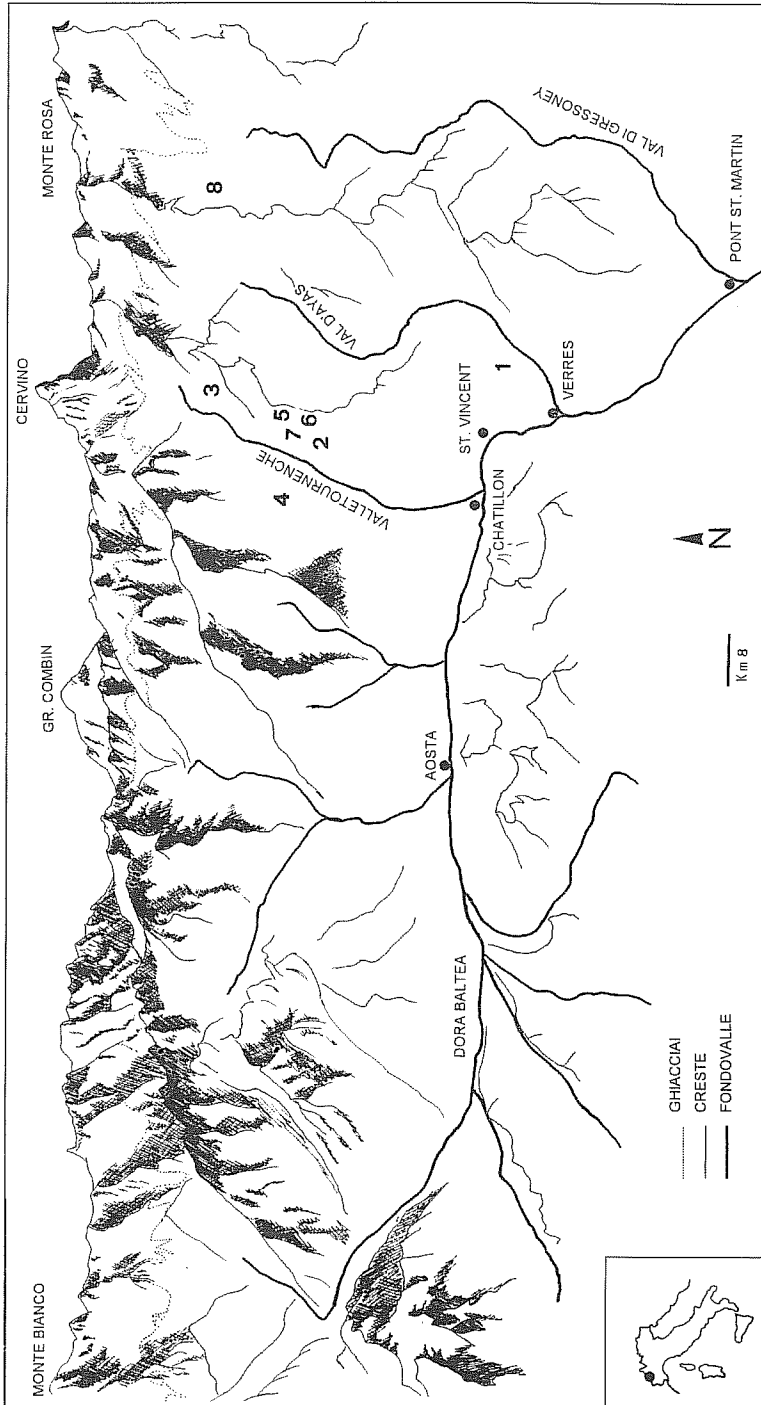 MONTE BIANCO
GR. COMBIN
CERVINO
MONTE ROSA
8
3
5
7
6
2
4
1
VALLETOURNENCHE
VAL D'AYAS
VAL DI GRESSONEY
ST. VINCENT
CHATILLON
VERRES
PONT ST. MARTIN
AOSTA
DORA BALTEA
N
Km 8
GHIACCIAI
CRESTE
FONDOVALLE